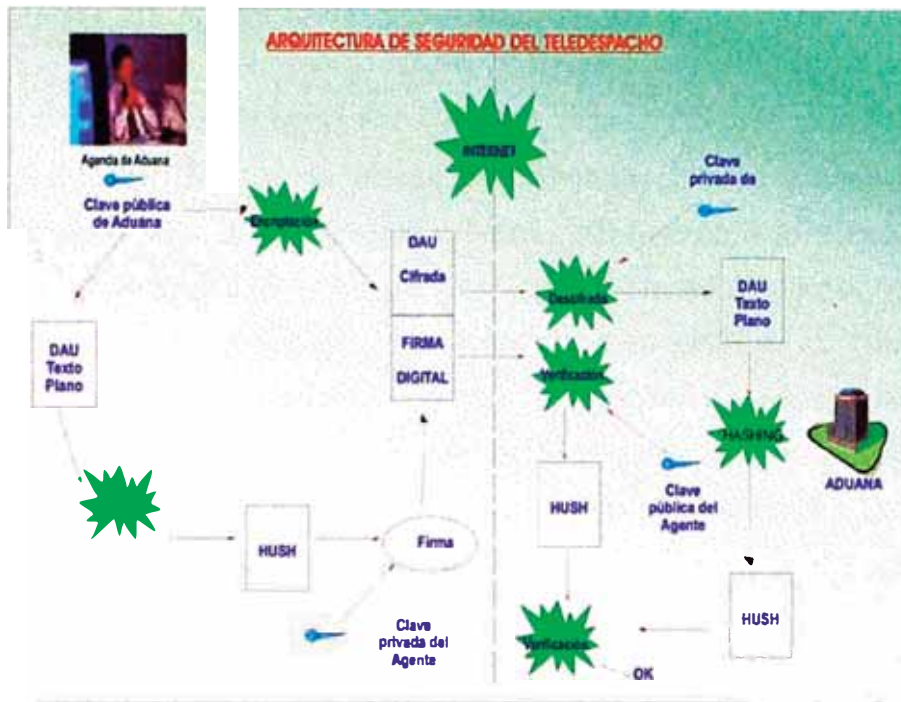 ARQUITECTURA DE SEGURIDAD DEL TELEDESPACHO
Agencia de Aduana
Clave pública
de Aduana
Encriptación
INTERNET
Clave
privada de
DAU
Cifrada
FIRMA
DIGITAL
Descifrada
Verificación
DAU
Texto
Plano
DAU
Texto
Plano
HASHING
ADUANA
Clave
pública del
Agente
HUSH
HUSH
Firma
HUSH
Clave
privada del
Agente
Verificación
OK